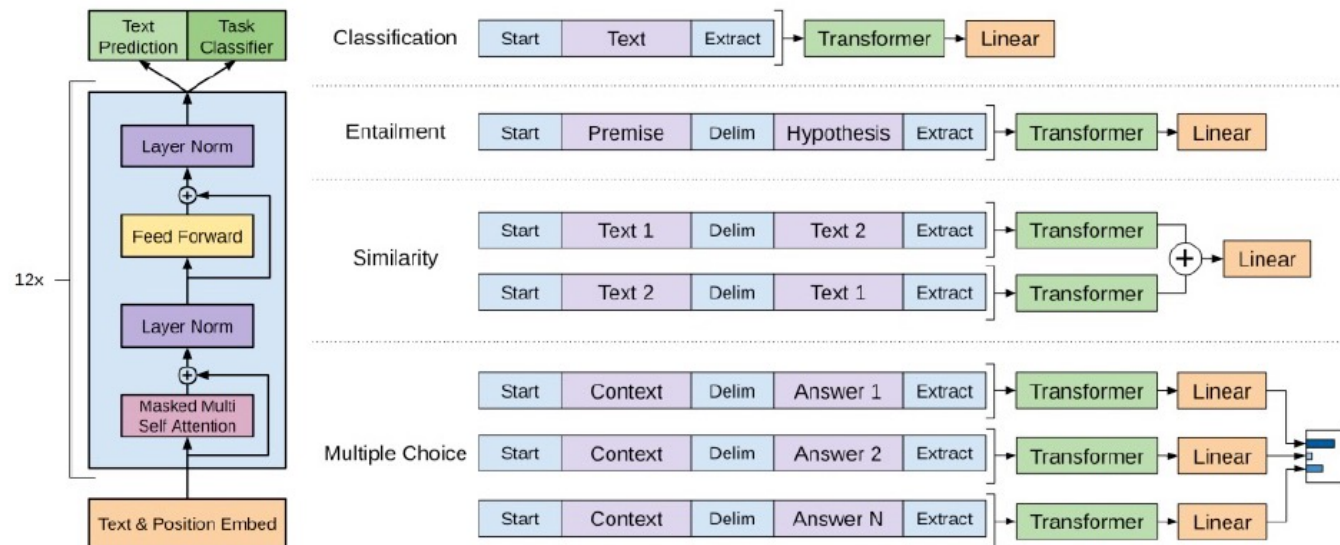 Text Prediction
Task Classifier
12x
Layer Norm
+
Feed Forward
Layer Norm
+
Masked Multi Self Attention
Text & Position Embed
Classification
Start Text Extract Transformer Linear
Entailment
Start Premise Delim Hypothesis Extract Transformer Linear
Similarity
Start Text 1 Delim Text 2 Extract Transformer
+ Linear
Start Text 2 Delim Text 1 Extract Transformer
Multiple Choice
Start Context Delim Answer 1 Extract Transformer Linear
Start Context Delim Answer 2 Extract Transformer Linear
Start Context Delim Answer N Extract Transformer Linear